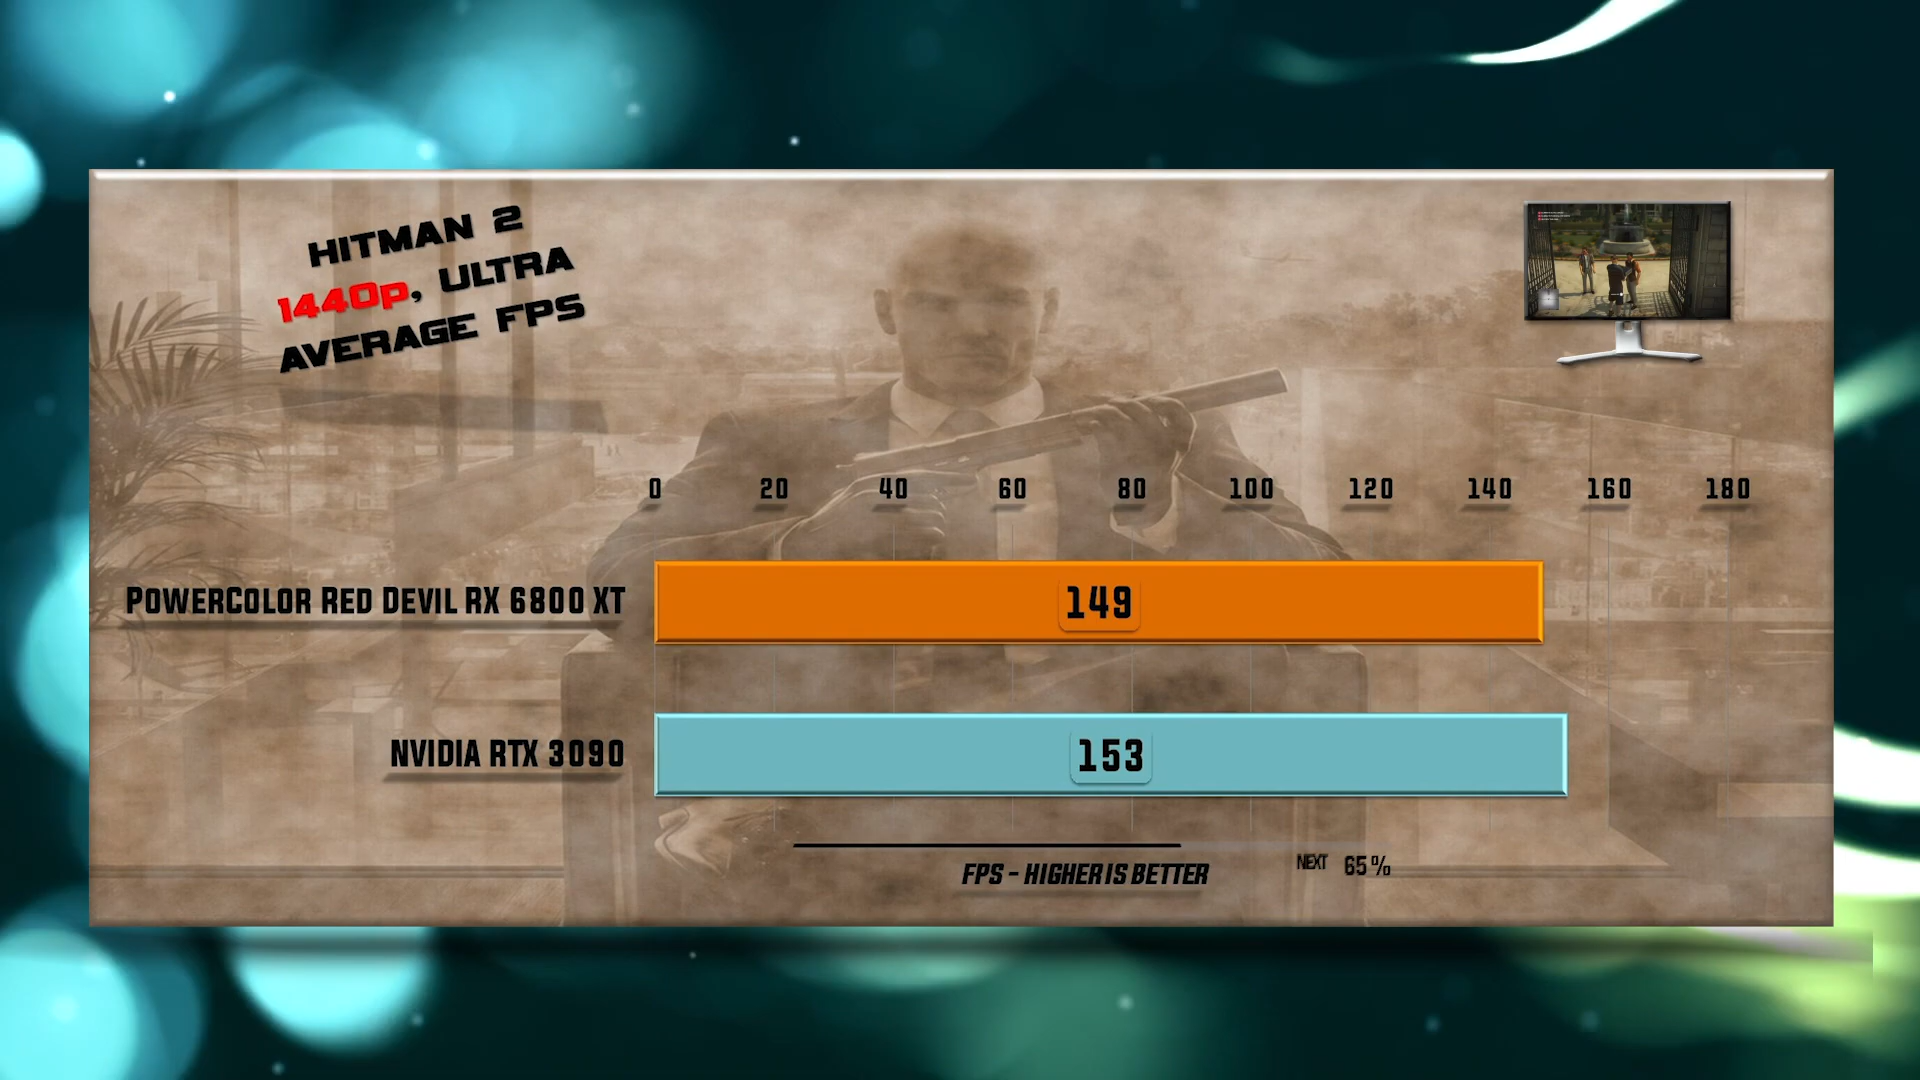 HITMAN 2
1440p, ULTRA
AVERAGE FPS
0 20 40 60 80 100 120 140 160 180
POWERCOLOR RED DEVIL RX 6800 XT
149
NVIDIA RTX 3090
153
FPS - HIGHER IS BETTER
NEXT 65%